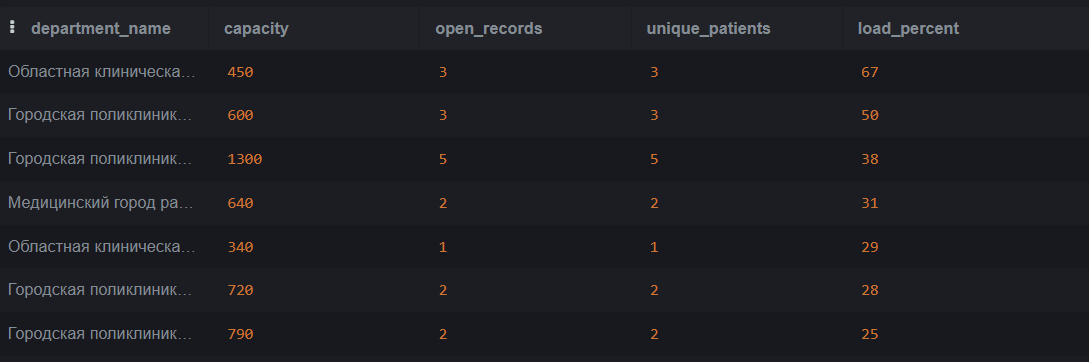 department_name capacity open_records unique_patients load_percent
Областная клиническа... 450 3 3 67
Городская поликлиник... 600 3 3 50
Городская поликлиник... 1300 5 5 38
Медицинский город ра... 640 2 2 31
Областная клиническа... 340 1 1 29
Городская поликлиник... 720 2 2 28
Городская поликлиник... 790 2 2 25